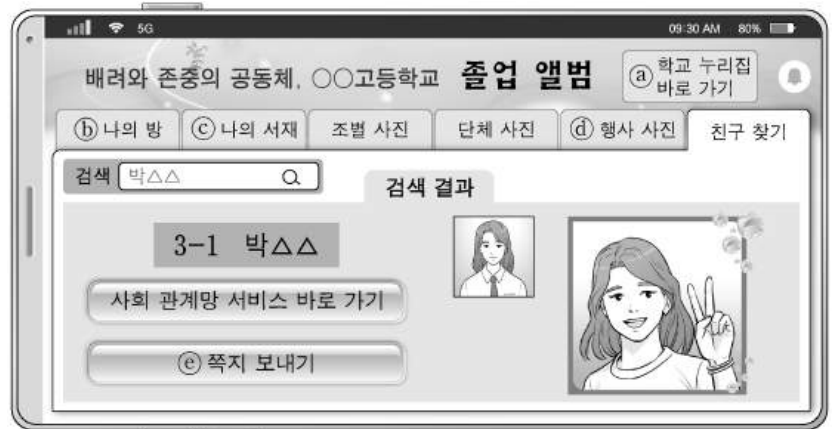 5G 09:30 AM 80%
배려와 존중의 공동체, ○○고등학교 졸업 앨범
ⓐ 학교 누리집
바로 가기
ⓑ 나의 방 ⓒ 나의 서재 조별 사진 단체 사진 ⓓ 행사 사진 친구 찾기
검색 박△△
검색 결과
3-1 박△△
사회 관계망 서비스 바로 가기
ⓔ 쪽지 보내기